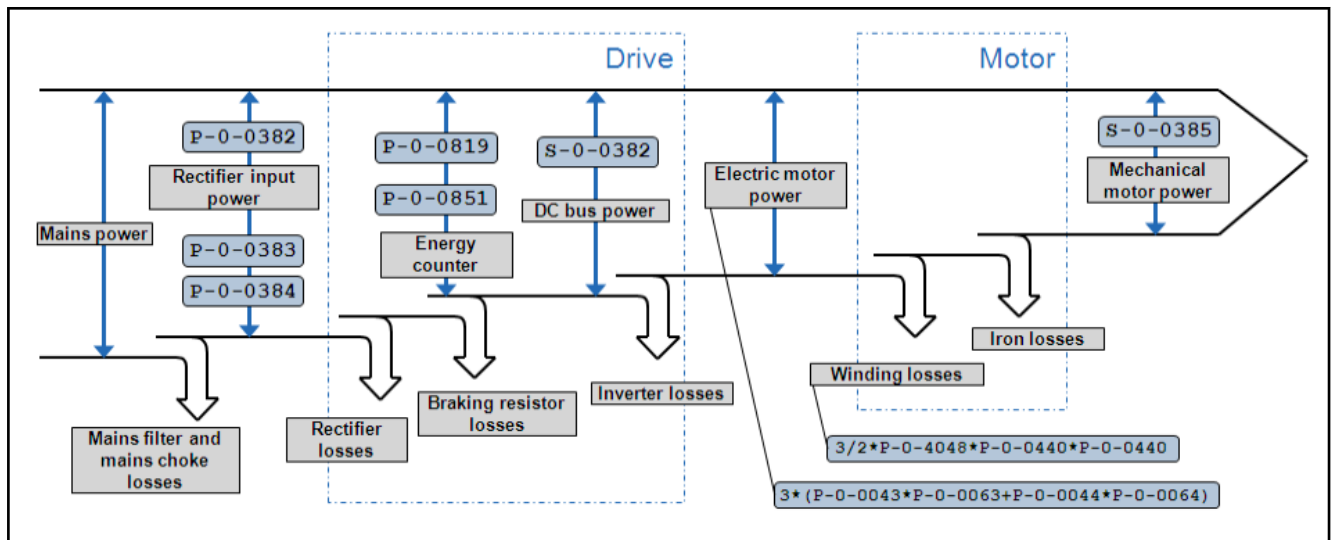 Drive
Motor
P-0-0382
Rectifier input
power
P-0-0383
P-0-0384
Mains power
P-0-0819
P-0-0851
Energy
counter
S-0-0382
DC bus power
Electric motor
power
S-0-0385
Mechanical
motor power
Mains filter and
mains choke
losses
Rectifier
losses
Braking resistor
losses
Inverter losses
Winding losses
Iron losses
3/2*P-0-4048*P-0-0440*P-0-0440
3*(P-0-0043*P-0-0063+P-0-0044*P-0-0064)